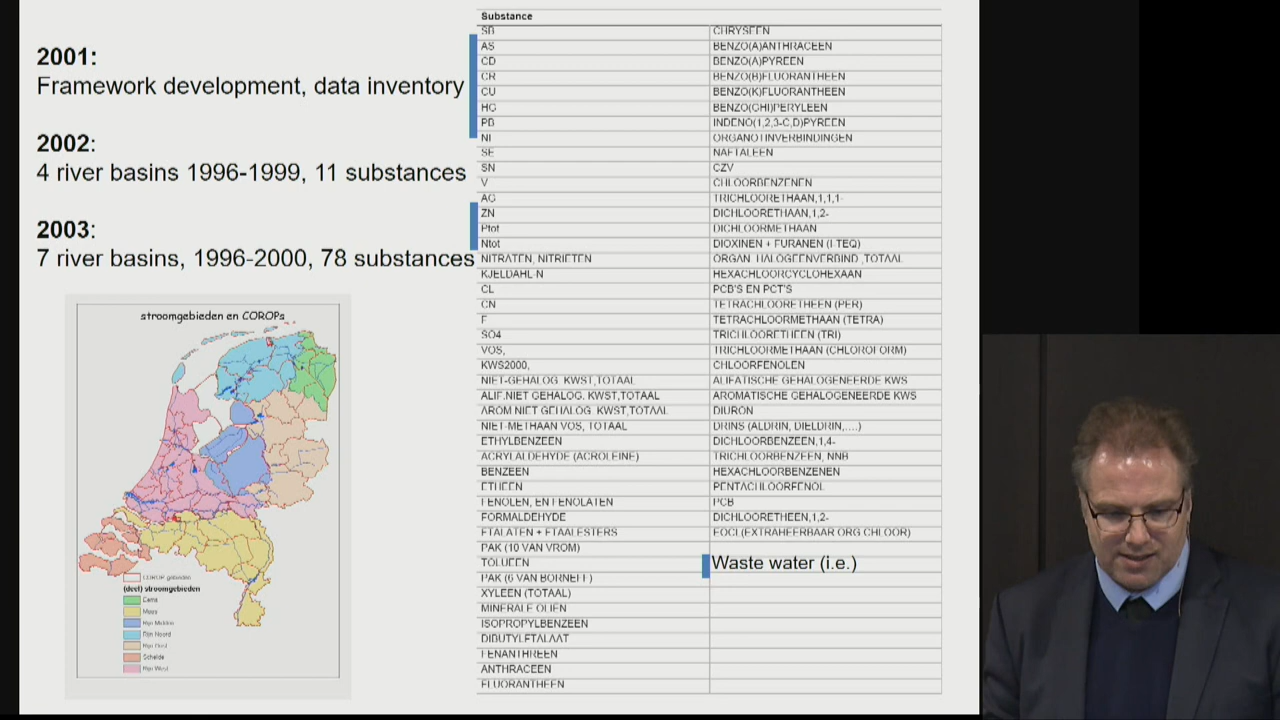 2001:
Framework development, data inventory
2002:
4 river basins 1996-1999, 11 substances
2003:
7 river basins, 1996-2000, 78 substances
stroomgebieden en COROPs
COROP gebieden
(deel) stroomgebieden
Eems
Maas
Rijn Midden
Rijn Noord
Rijn Oost
Schelde
Rijn West
Substance
SB CHRYSEEN
AS BENZO(A)ANTHRACEEN
CD BENZO(A)PYREEN
CR BENZO(B)FLUORANTHEEN
CU BENZO(K)FLUORANTHEEN
HG BENZO(GHI)PERYLEEN
PB INDENO(1,2,3-C,D)PYREEN
NI ORGANOTINVERBINDINGEN
SE NAFTALEEN
SN CZV
V CHLOORBENZENEN
AG TRICHLOORETHAAN,1,1,1-
ZN DICHLOORETHAAN,1,2-
Ptot DICHLOORMETHAAN
Ntot DIOXINEN + FURANEN (I TEQ)
NITRATEN, NITRIETEN ORGAN. HALOGEENVERBIND.,TOTAAL
KJELDAHL-N HEXACHLOORCYCLOHEXAAN
CL PCB'S EN PCT'S
CN TETRACHLOORETHEEN (PER)
F TETRACHLOORMETHAAN (TETRA)
SO4 TRICHLOORETHEEN (TRI)
VOS, TRICHLOORMETHAAN (CHLOROFORM)
KWS2000, CHLOORFENOLEN
NIET-GEHALOG. KWST,TOTAAL ALIFATISCHE GEHALOGENEERDE KWS
ALIF.NIET GEHALOG. KWST,TOTAAL AROMATISCHE GEHALOGENEERDE KWS
AROM NIET GEHALOG. KWST,TOTAAL DIURON
NIET-METHAAN VOS, TOTAAL DRINS (ALDRIN, DIELDRIN,....)
ETHYLBENZEEN DICHLOORBENZEEN,1,4-
ACRYLALDEHYDE (ACROLEINE) TRICHLOORBENZEEN, NNB
BENZEEN HEXACHLOORBENZENEN
ETHEEN PENTACHLOORFENOL
FENOLEN, EN FENOLATEN PCB
FORMALDEHYDE DICHLOORETHEEN,1,2-
FTALATEN + FTAALESTERS EOCL(EXTRAHEERBAAR ORG CHLOOR)
PAK (10 VAN VROM)
TOLUEEN Waste water (i.e.)
PAK (6 VAN BORNEFF)
XYLEEN (TOTAAL)
MINERALE OLIEN
ISOPROPYLBENZEEN
DIBUTYLFTALAAT
FENANTHREEN
ANTHRACEEN
FLUORANTHEEN